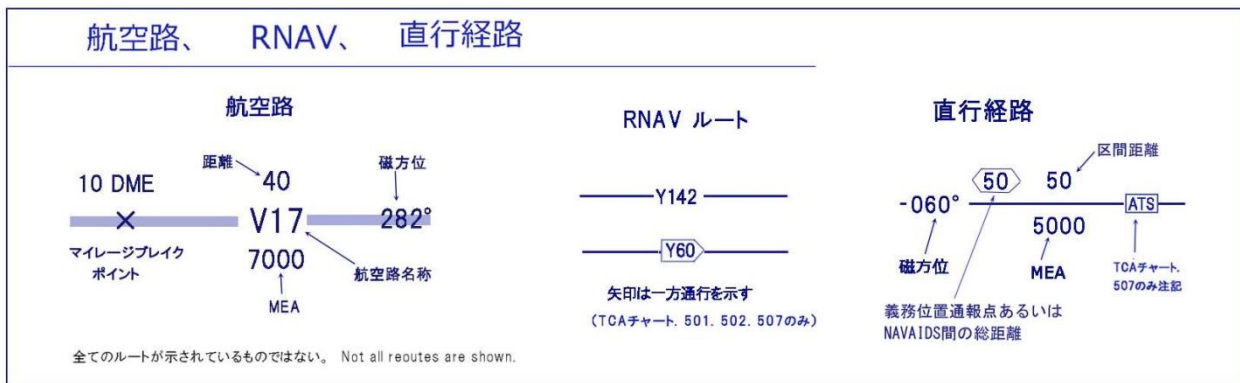 航空路、 RNAV、 直行経路
航空路
距離
磁方位
10 DME
40
V17
282°
マイレージブレイク
ポイント
7000
航空路名称
MEA
RNAV ルート
Y142
Y60
矢印は一方通行を示す
(TCAチャート. 501. 502. 507のみ)
直行経路
区間距離
50
50
-060°
ATS
5000
磁方位
MEA
TCAチャート.
507のみ注記
義務位置通報点あるいは
NAVAIDS間の総距離
全てのルートが示されているものではない。 Not all reoutes are shown.